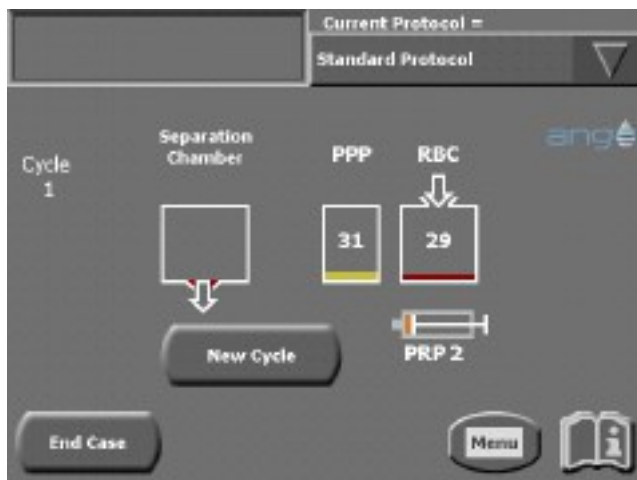 Current Protocol =
Standard Protocol
Cycle
1
Separation
Chamber
PPP
RBC
ange
31
29
New Cycle
PRP 2
End Case
Menu
i